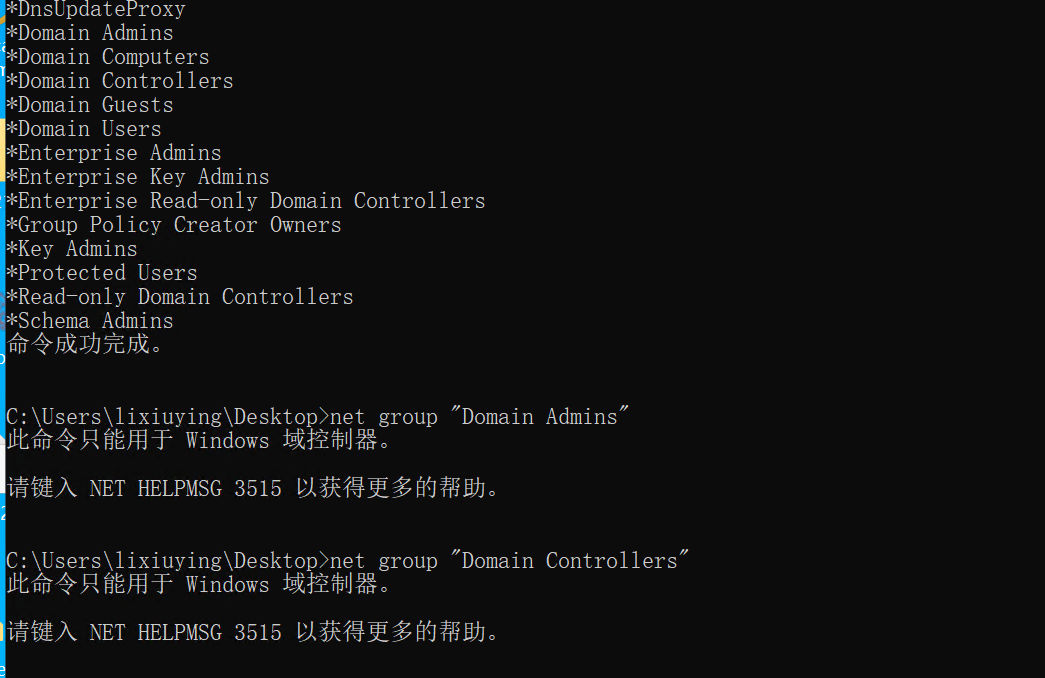 *DnsUpdateProxy
*Domain Admins
*Domain Computers
*Domain Controllers
*Domain Guests
*Domain Users
*Enterprise Admins
*Enterprise Key Admins
*Enterprise Read-only Domain Controllers
*Group Policy Creator Owners
*Key Admins
*Protected Users
*Read-only Domain Controllers
*Schema Admins
命令成功完成。
C:\Users\lixiuying\Desktop>net group "Domain Admins"
此命令只能用于 Windows 域控制器。
请键入 NET HELPMSG 3515 以获得更多的帮助。
C:\Users\lixiuying\Desktop>net group "Domain Controllers"
此命令只能用于 Windows 域控制器。
请键入 NET HELPMSG 3515 以获得更多的帮助。